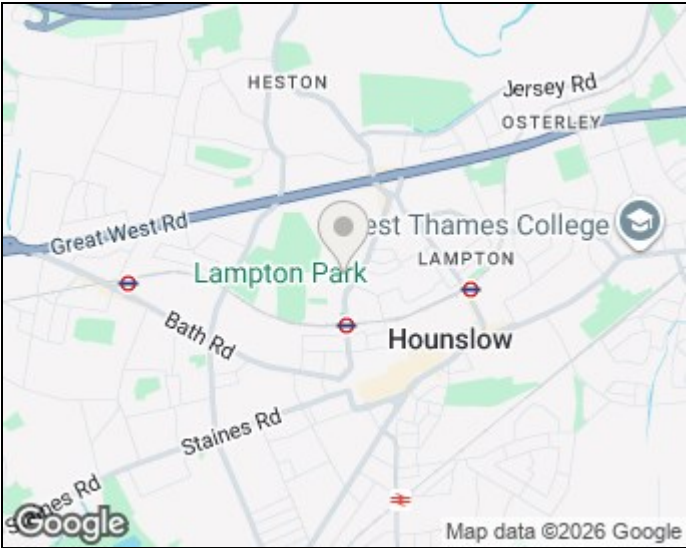 HESTON
Jersey Rd
OSTERLEY
Great West Rd
est Thames College
LAMPTON
Lampton Park
Bath Rd
Hounslow
Staines Rd
Staines Rd
Google
Map data ©2026 Google